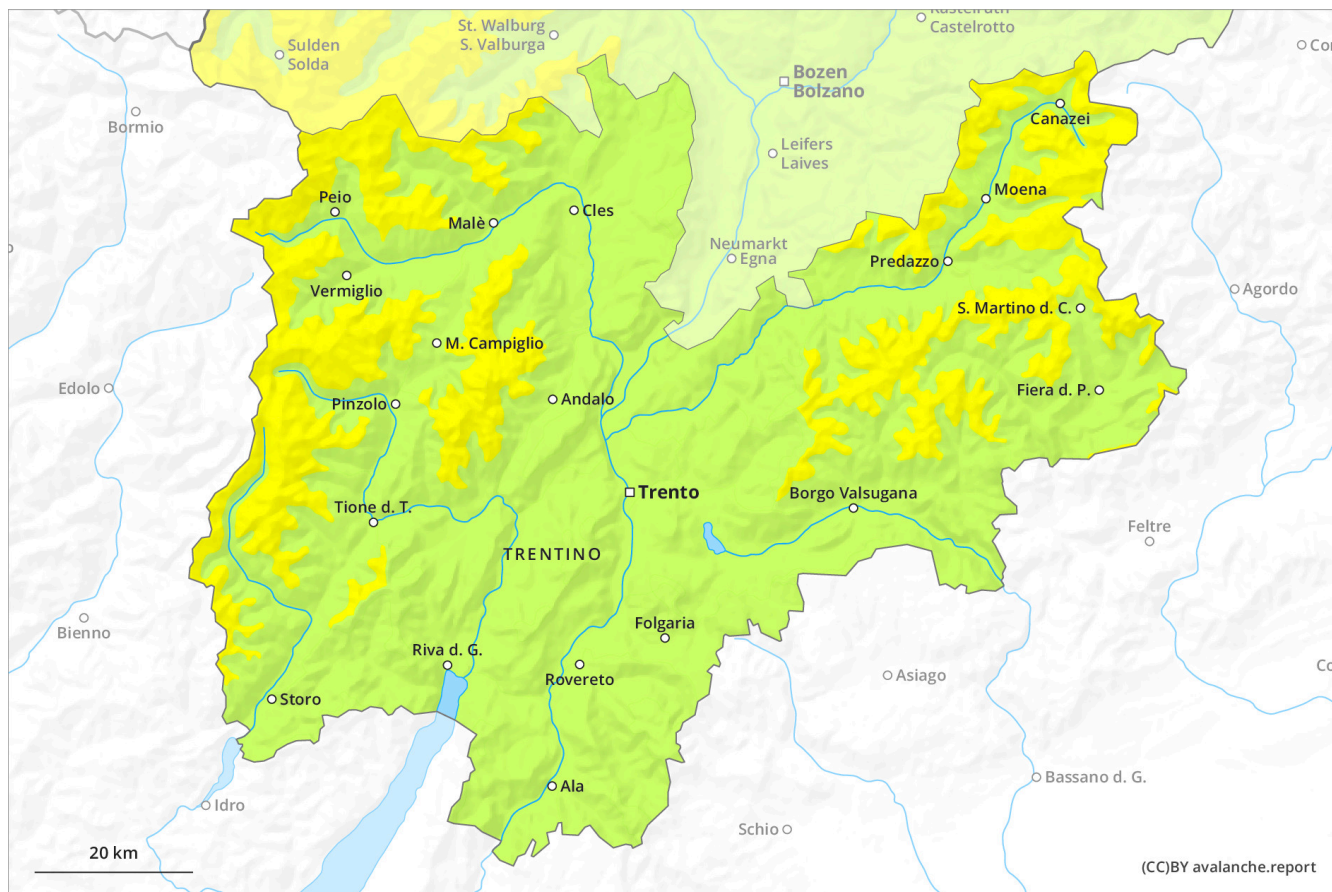 Kastelruth
Castelrotto
St. Walburg
S. Valburga
Sulden
Solda
Bozen
Bolzano
Bormio
Canazei
Leifers
Laives
Peio
Moena
Malè
Cles
Neumarkt
Egna
Predazzo
Vermiglio
Agordo
S. Martino d. C.
M. Campiglio
Edolo
Pinzolo
Andalo
Fiera d. P.
Trento
Borgo Valsugana
Tione d. T.
Feltre
TRENTINO
Bienno
Folgaria
Riva d. G.
Rovereto
Asiago
Storo
Ala
Bassano d. G.
Idro
Schio
20 km
(CC)BY avalanche.report